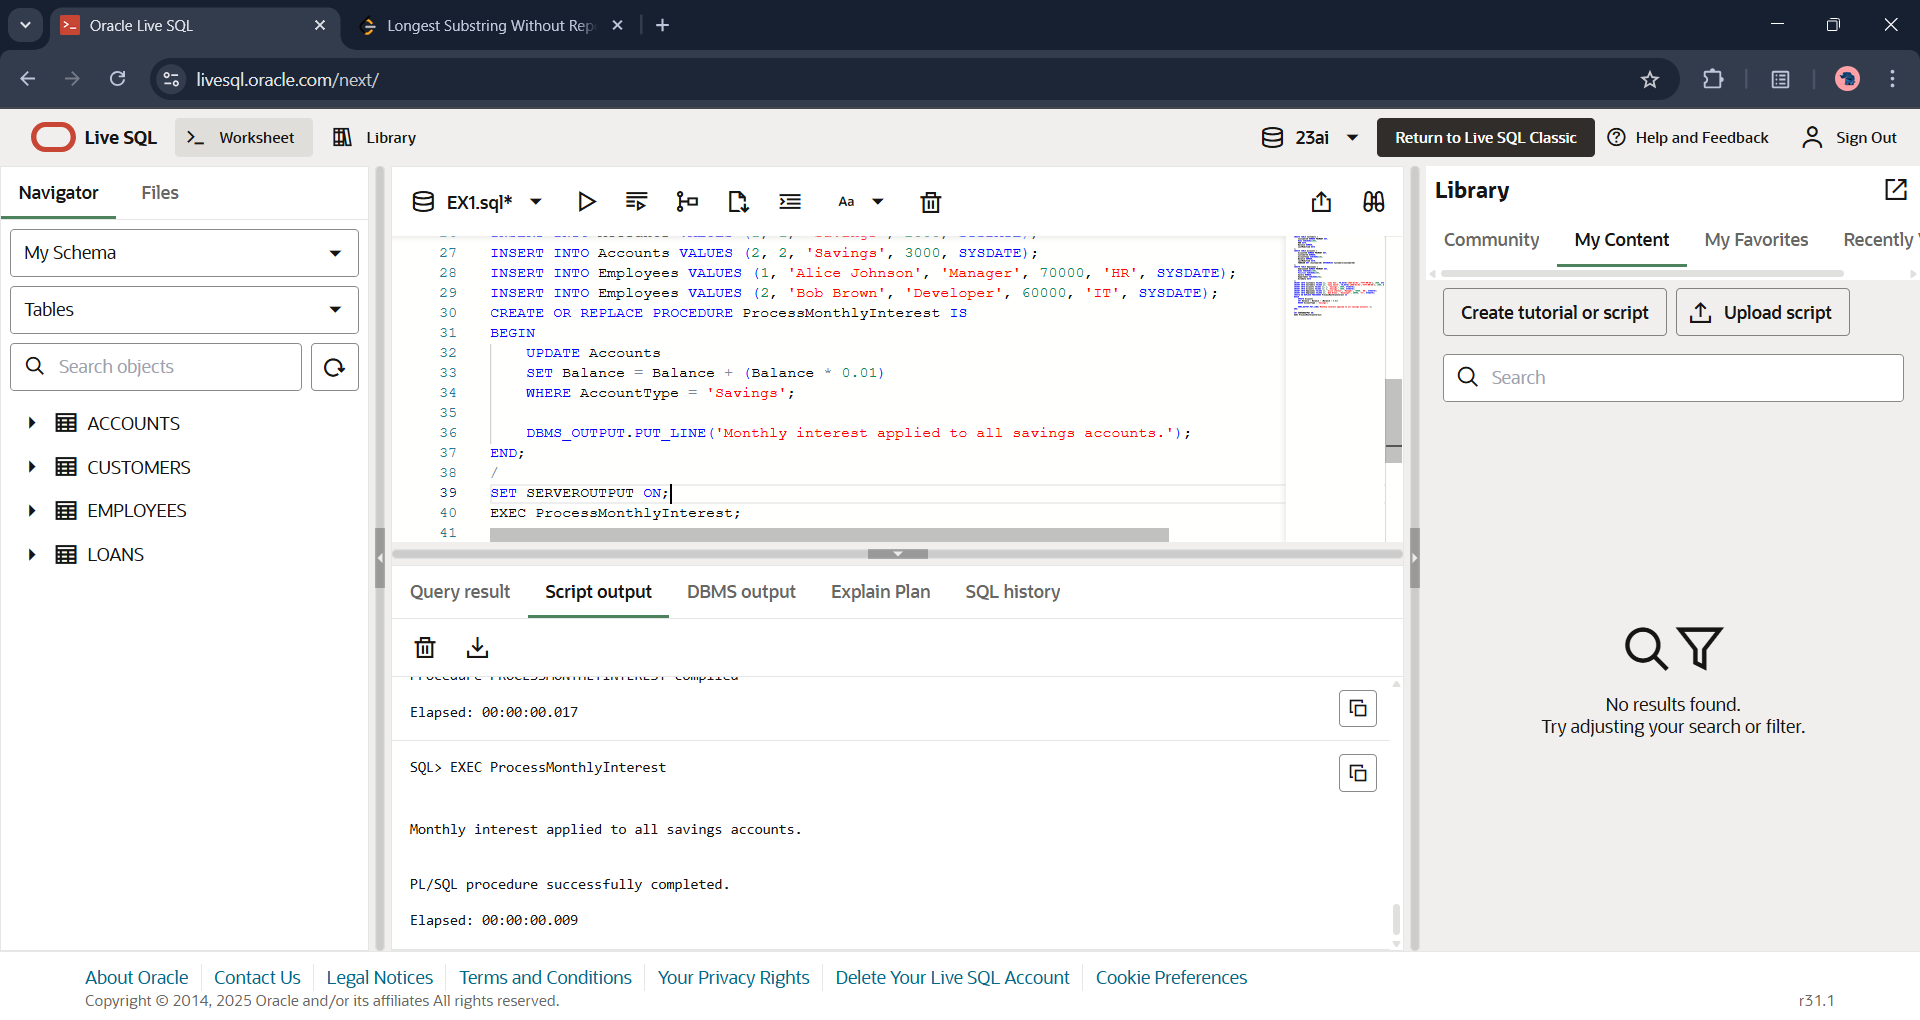 Oracle Live SQL
Longest Substring Without Rep
livesql.oracle.com/next/
Live SQL
Worksheet
Library
23ai
Return to Live SQL Classic
Help and Feedback
Sign Out
Navigator
Files
My Schema
Tables
Search objects
ACCOUNTS
CUSTOMERS
EMPLOYEES
LOANS
EX1.sql*
Aa
27 INSERT INTO Accounts VALUES (2, 2, 'Savings', 3000, SYSDATE);
28 INSERT INTO Employees VALUES (1, 'Alice Johnson', 'Manager', 70000, 'HR', SYSDATE);
29 INSERT INTO Employees VALUES (2, 'Bob Brown', 'Developer', 60000, 'IT', SYSDATE);
30 CREATE OR REPLACE PROCEDURE ProcessMonthlyInterest IS
31 BEGIN
32 UPDATE Accounts
33 SET Balance = Balance + (Balance * 0.01)
34 WHERE AccountType = 'Savings';
35
36 DBMS_OUTPUT.PUT_LINE('Monthly interest applied to all savings accounts.');
37 END;
38 /
39 SET SERVEROUTPUT ON;
40 EXEC ProcessMonthlyInterest;
41
Query result
Script output
DBMS output
Explain Plan
SQL history
Procedure PROCESSMONTHLYINTEREST compiled
Elapsed: 00:00:00.017
SQL> EXEC ProcessMonthlyInterest
Monthly interest applied to all savings accounts.
PL/SQL procedure successfully completed.
Elapsed: 00:00:00.009
Library
Community
My Content
My Favorites
Recently
Create tutorial or script
Upload script
Search
No results found.
Try adjusting your search or filter.
About Oracle
Contact Us
Legal Notices
Terms and Conditions
Your Privacy Rights
Delete Your Live SQL Account
Cookie Preferences
Copyright © 2014, 2025 Oracle and/or its affiliates All rights reserved.
r31.1